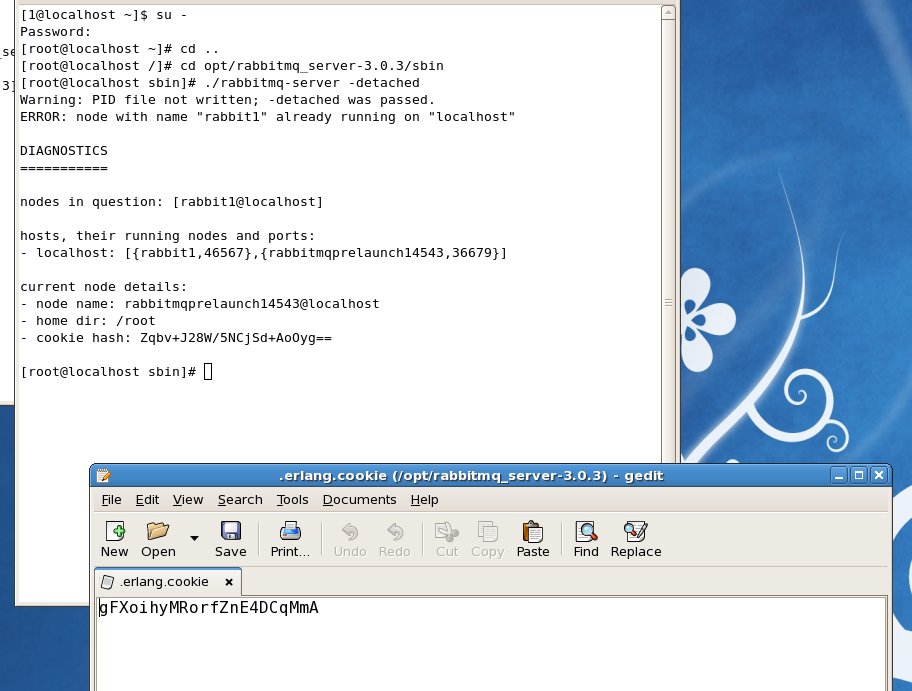 [1@localhost ~]$ su -
Password:
[root@localhost ~]# cd ..
[root@localhost /]# cd opt/rabbitmq_server-3.0.3/sbin
[root@localhost sbin]# ./rabbitmq-server -detached
Warning: PID file not written; -detached was passed.
ERROR: node with name "rabbit1" already running on "localhost"
DIAGNOSTICS
===========
nodes in question: [rabbit1@localhost]
hosts, their running nodes and ports:
- localhost: [{rabbit1,46567},{rabbitmqprelaunch14543,36679}]
current node details:
- node name: rabbitmqprelaunch14543@localhost
- home dir: /root
- cookie hash: Zqbv+J28W/5NCjSd+AoOyg==
[root@localhost sbin]#
_se
3]
.erlang.cookie (/opt/rabbitmq_server-3.0.3) - gedit
File Edit View Search Tools Documents Help
New Open Save Print... Undo Redo Cut Copy Paste Find Replace
.erlang.cookie
gFXoihyMRorfZnE4DCqMmA